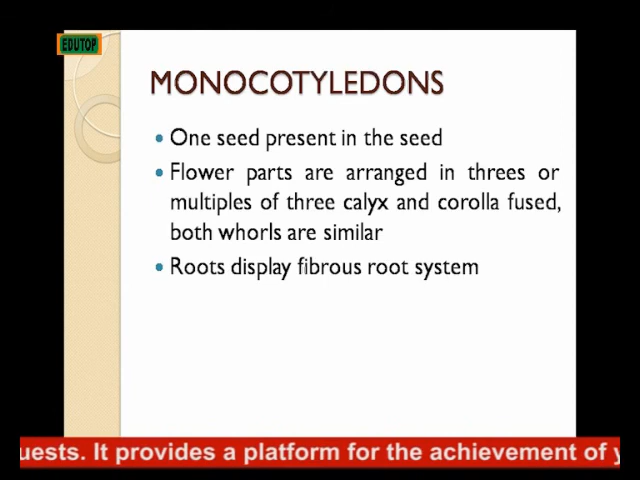 EDUTOP
MONOCOTYLEDONS
• One seed present in the seed
• Flower parts are arranged in threes or
multiples of three calyx and corolla fused,
both whorls are similar
• Roots display fibrous root system
uests. It provides a platform for the achievement of y